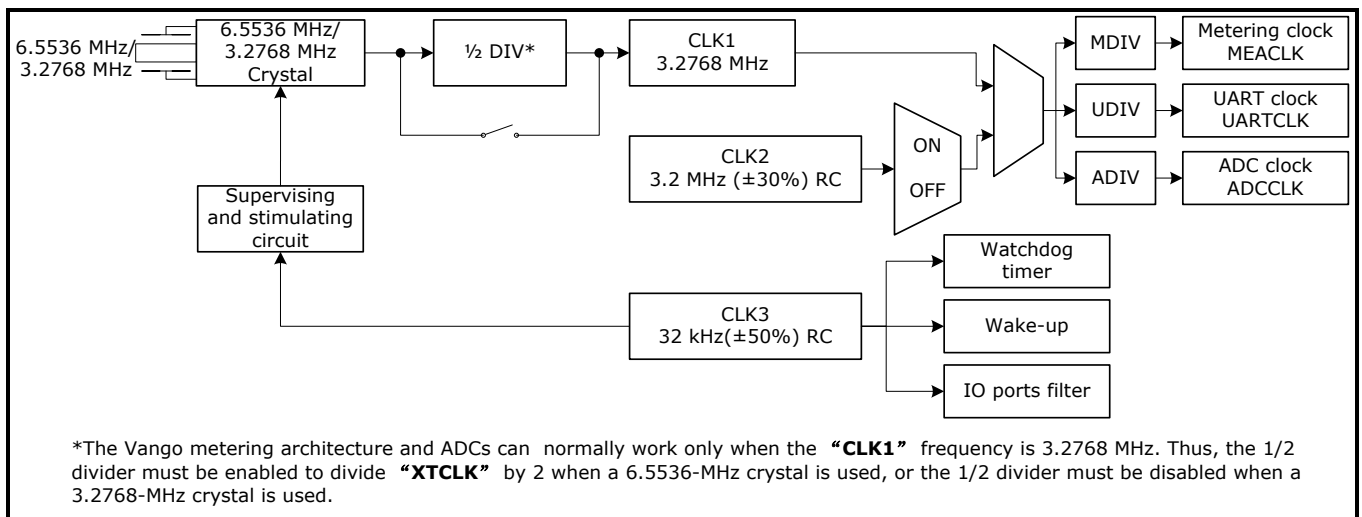 6.5536 MHz/
3.2768 MHz
6.5536 MHz/
3.2768 MHz
Crystal
½ DIV*
CLK1
3.2768 MHz
MDIV
Metering clock
MEACLK
UDIV
UART clock
UARTCLK
ADIV
ADC clock
ADCCLK
CLK2
3.2 MHz (±30%) RC
ON
OFF
Supervising
and stimulating
circuit
CLK3
32 kHz(±50%) RC
Watchdog
timer
Wake-up
IO ports filter
*The Vango metering architecture and ADCs can normally work only when the “CLK1” frequency is 3.2768 MHz. Thus, the 1/2
divider must be enabled to divide “XTCLK” by 2 when a 6.5536-MHz crystal is used, or the 1/2 divider must be disabled when a
3.2768-MHz crystal is used.